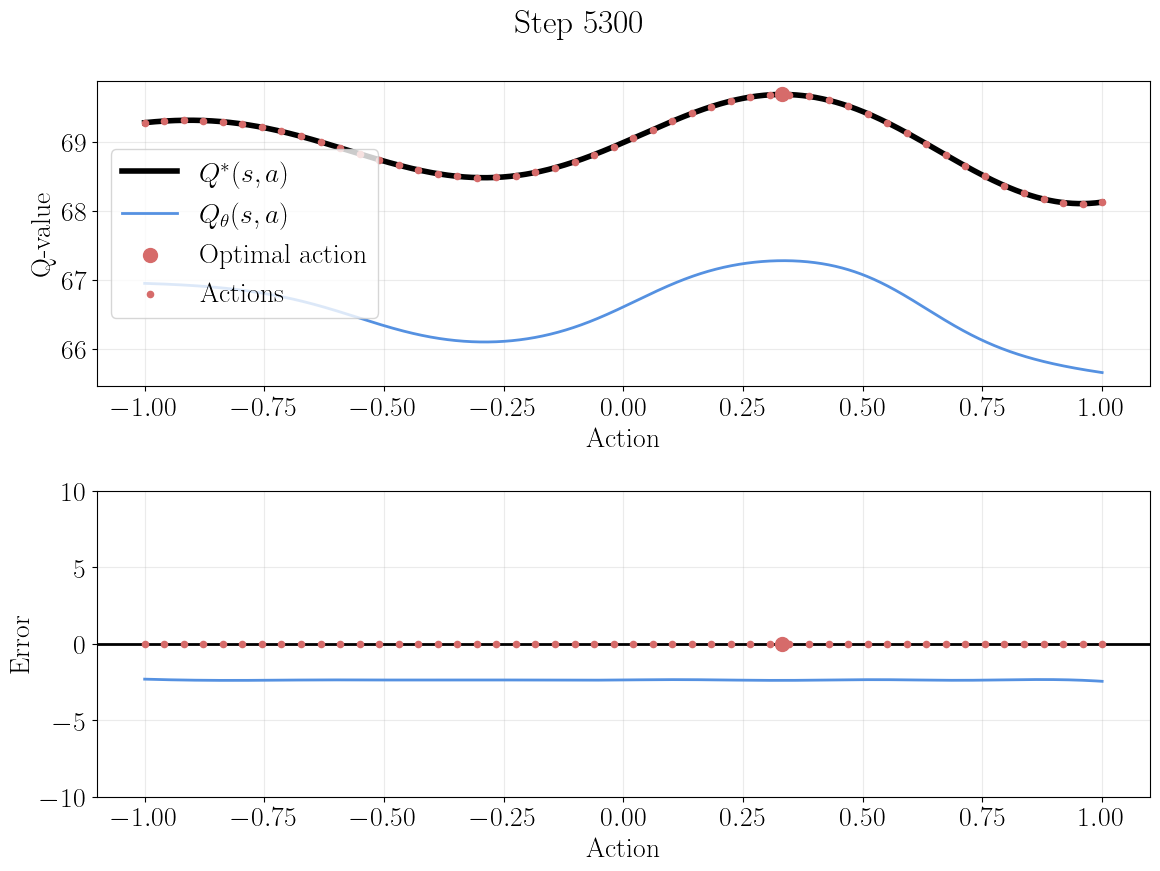 Step 5300
69
68
67
66
Q-value
Q*(s, a)
Qθ(s, a)
Optimal action
Actions
−1.00 −0.75 −0.50 −0.25 0.00 0.25 0.50 0.75 1.00
Action
10
5
0
−5
−10
Error
−1.00 −0.75 −0.50 −0.25 0.00 0.25 0.50 0.75 1.00
Action